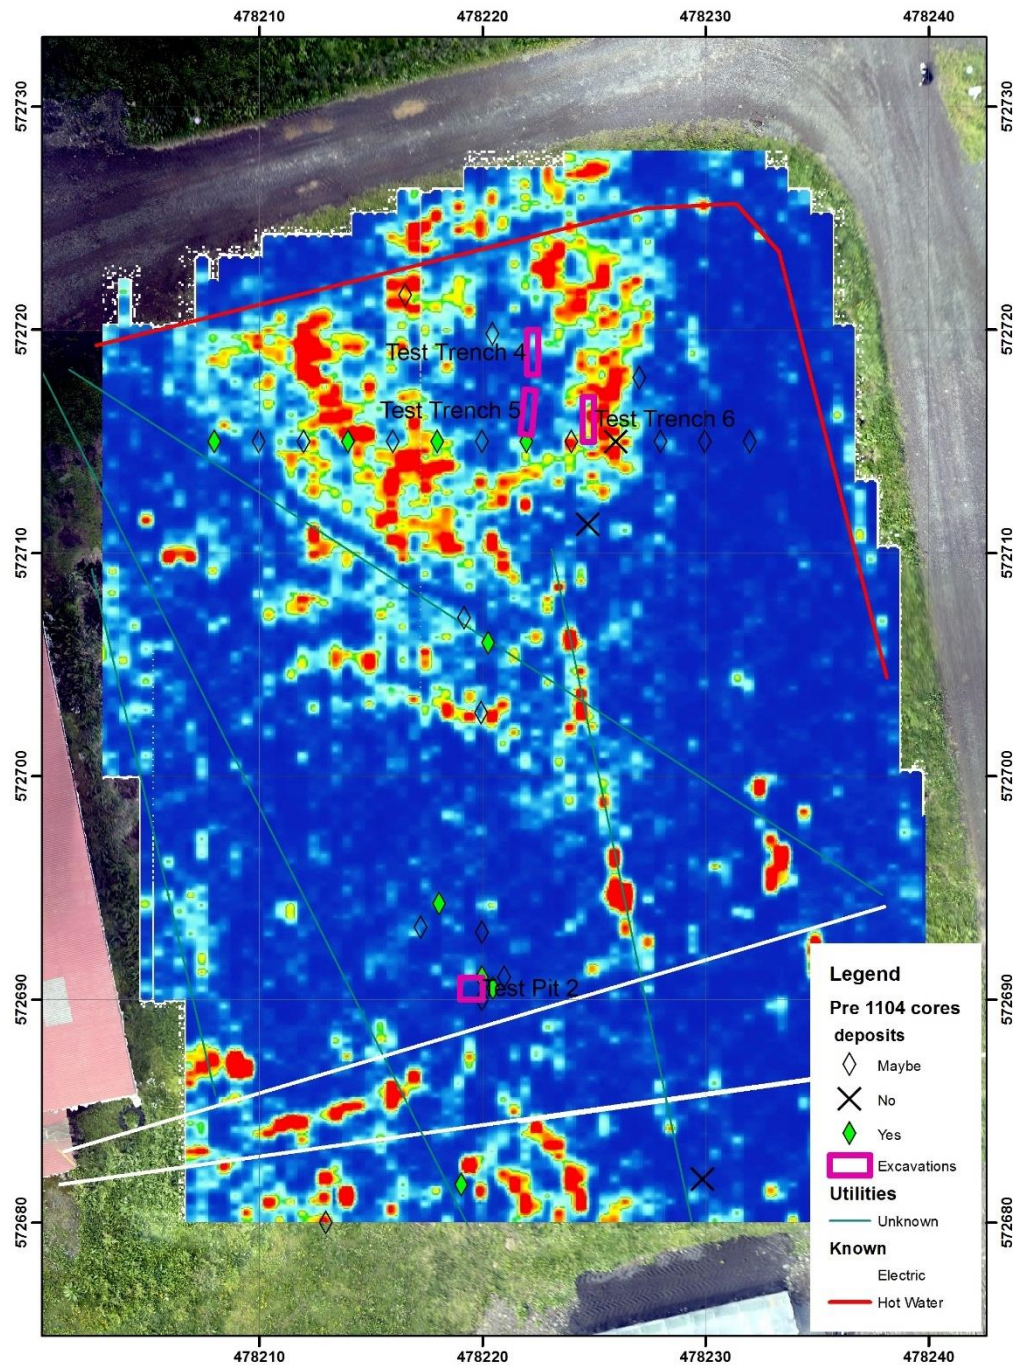 478210 478220 478230 478240
572730 572730
572720 572720
Test Trench 4
Test Trench 5 Test Trench 6
572710 572710
572700 572700
Legend
Pre 1104 cores
deposits
572690 Test Pit 2 572690
Maybe
No
Yes
Excavations
Utilities
572680 Unknown 572680
Known
Electric
Hot Water
478210 478220 478230 478240